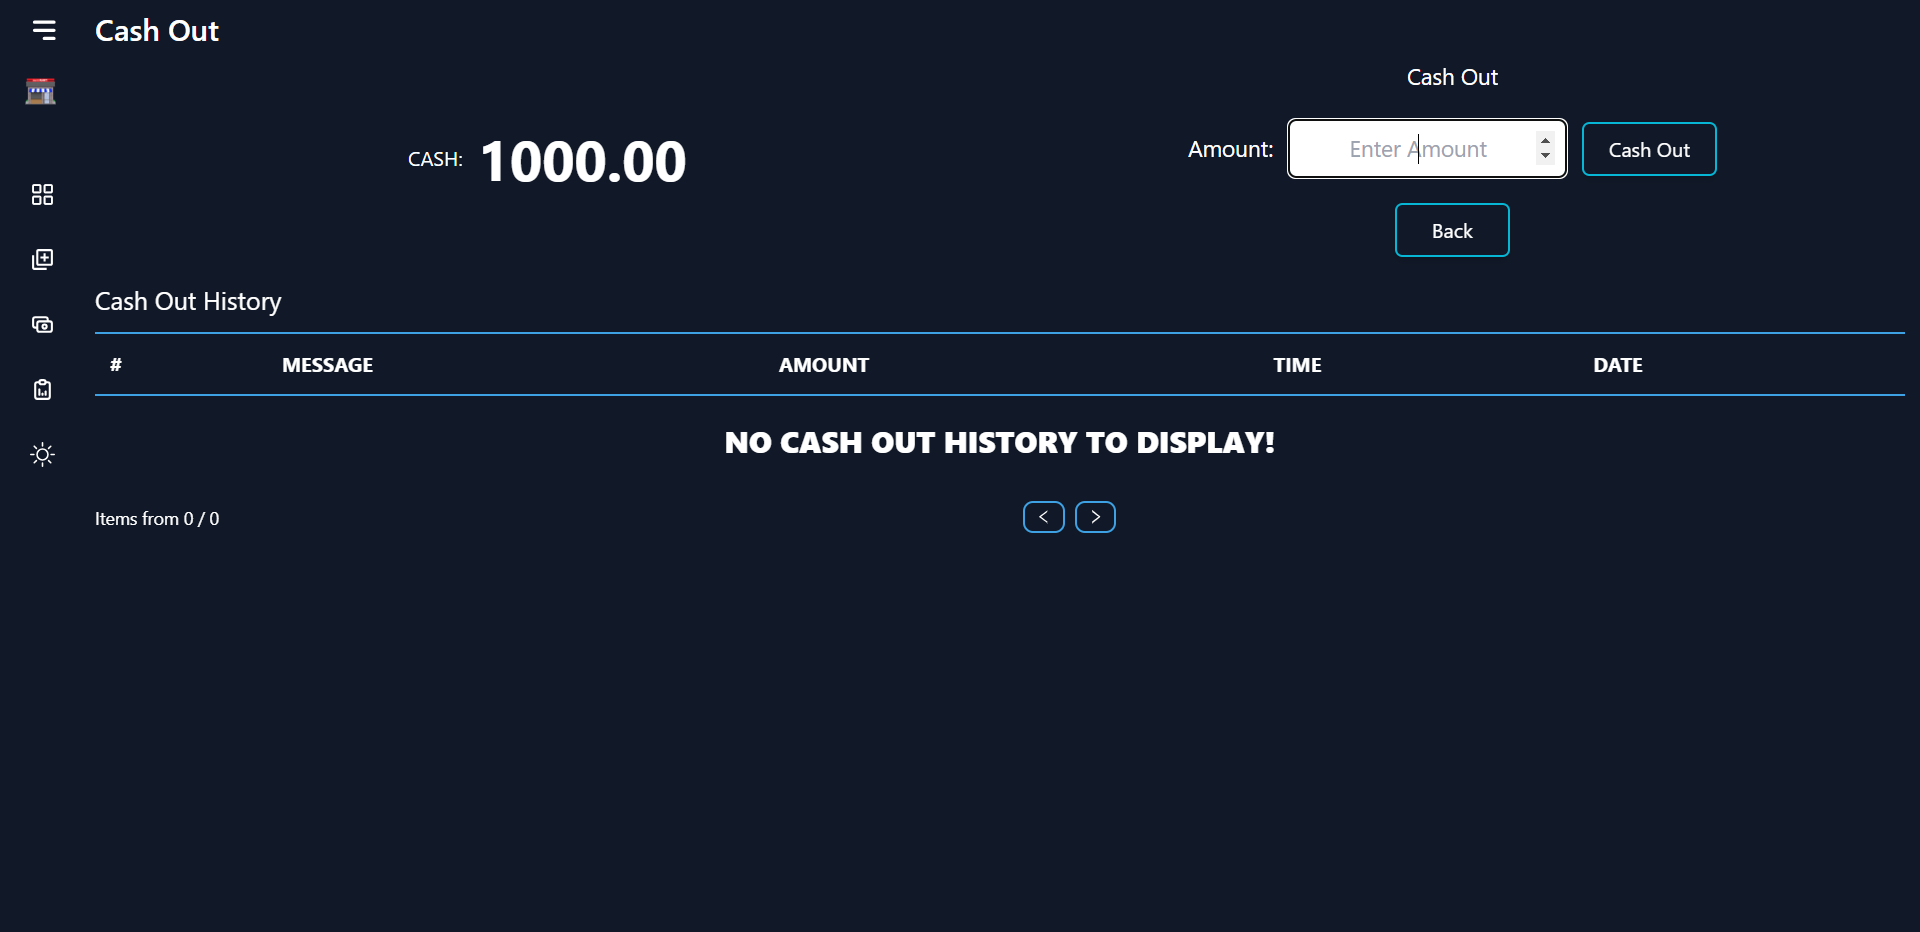 Cash Out
Cash Out
CASH: 1000.00
Amount: Enter Amount Cash Out
Back
Cash Out History
# MESSAGE AMOUNT TIME DATE
NO CASH OUT HISTORY TO DISPLAY!
Items from 0 / 0 < >